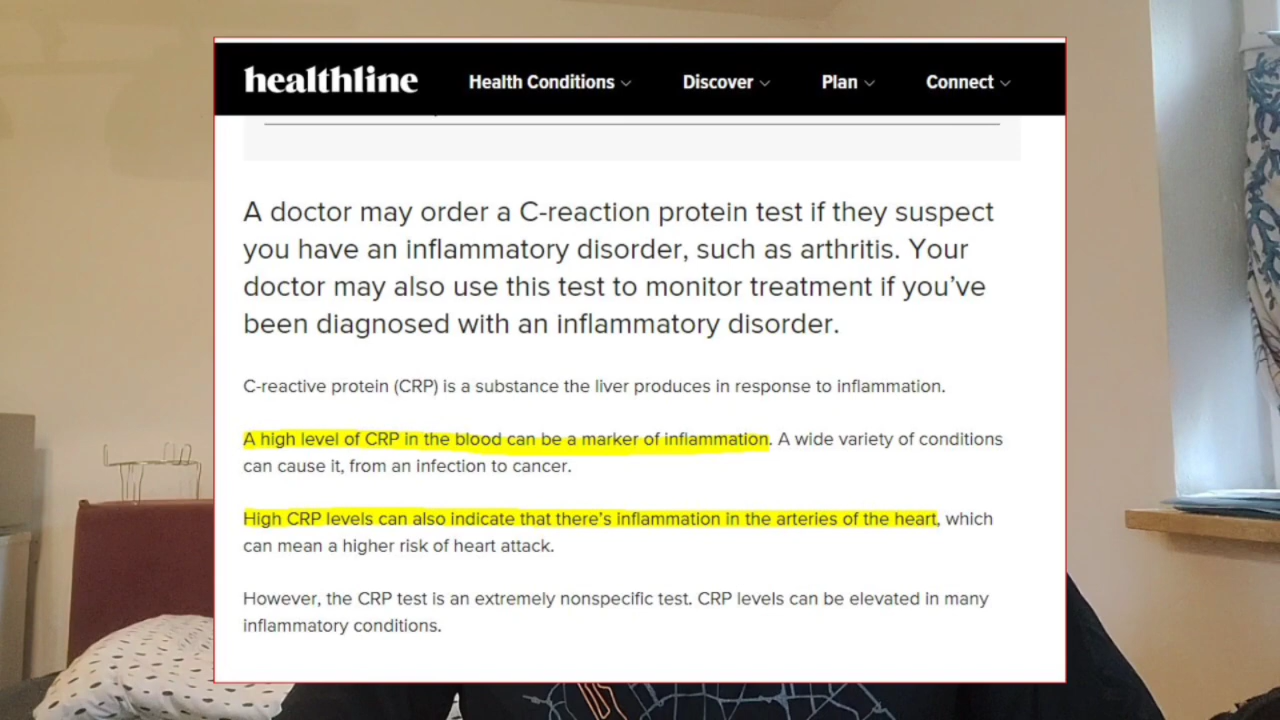 healthline
Health Conditions
Discover
Plan
Connect
A doctor may order a C-reaction protein test if they suspect
you have an inflammatory disorder, such as arthritis. Your
doctor may also use this test to monitor treatment if you’ve
been diagnosed with an inflammatory disorder.
C-reactive protein (CRP) is a substance the liver produces in response to inflammation.
A high level of CRP in the blood can be a marker of inflammation. A wide variety of conditions
can cause it, from an infection to cancer.
High CRP levels can also indicate that there’s inflammation in the arteries of the heart, which
can mean a higher risk of heart attack.
However, the CRP test is an extremely nonspecific test. CRP levels can be elevated in many
inflammatory conditions.